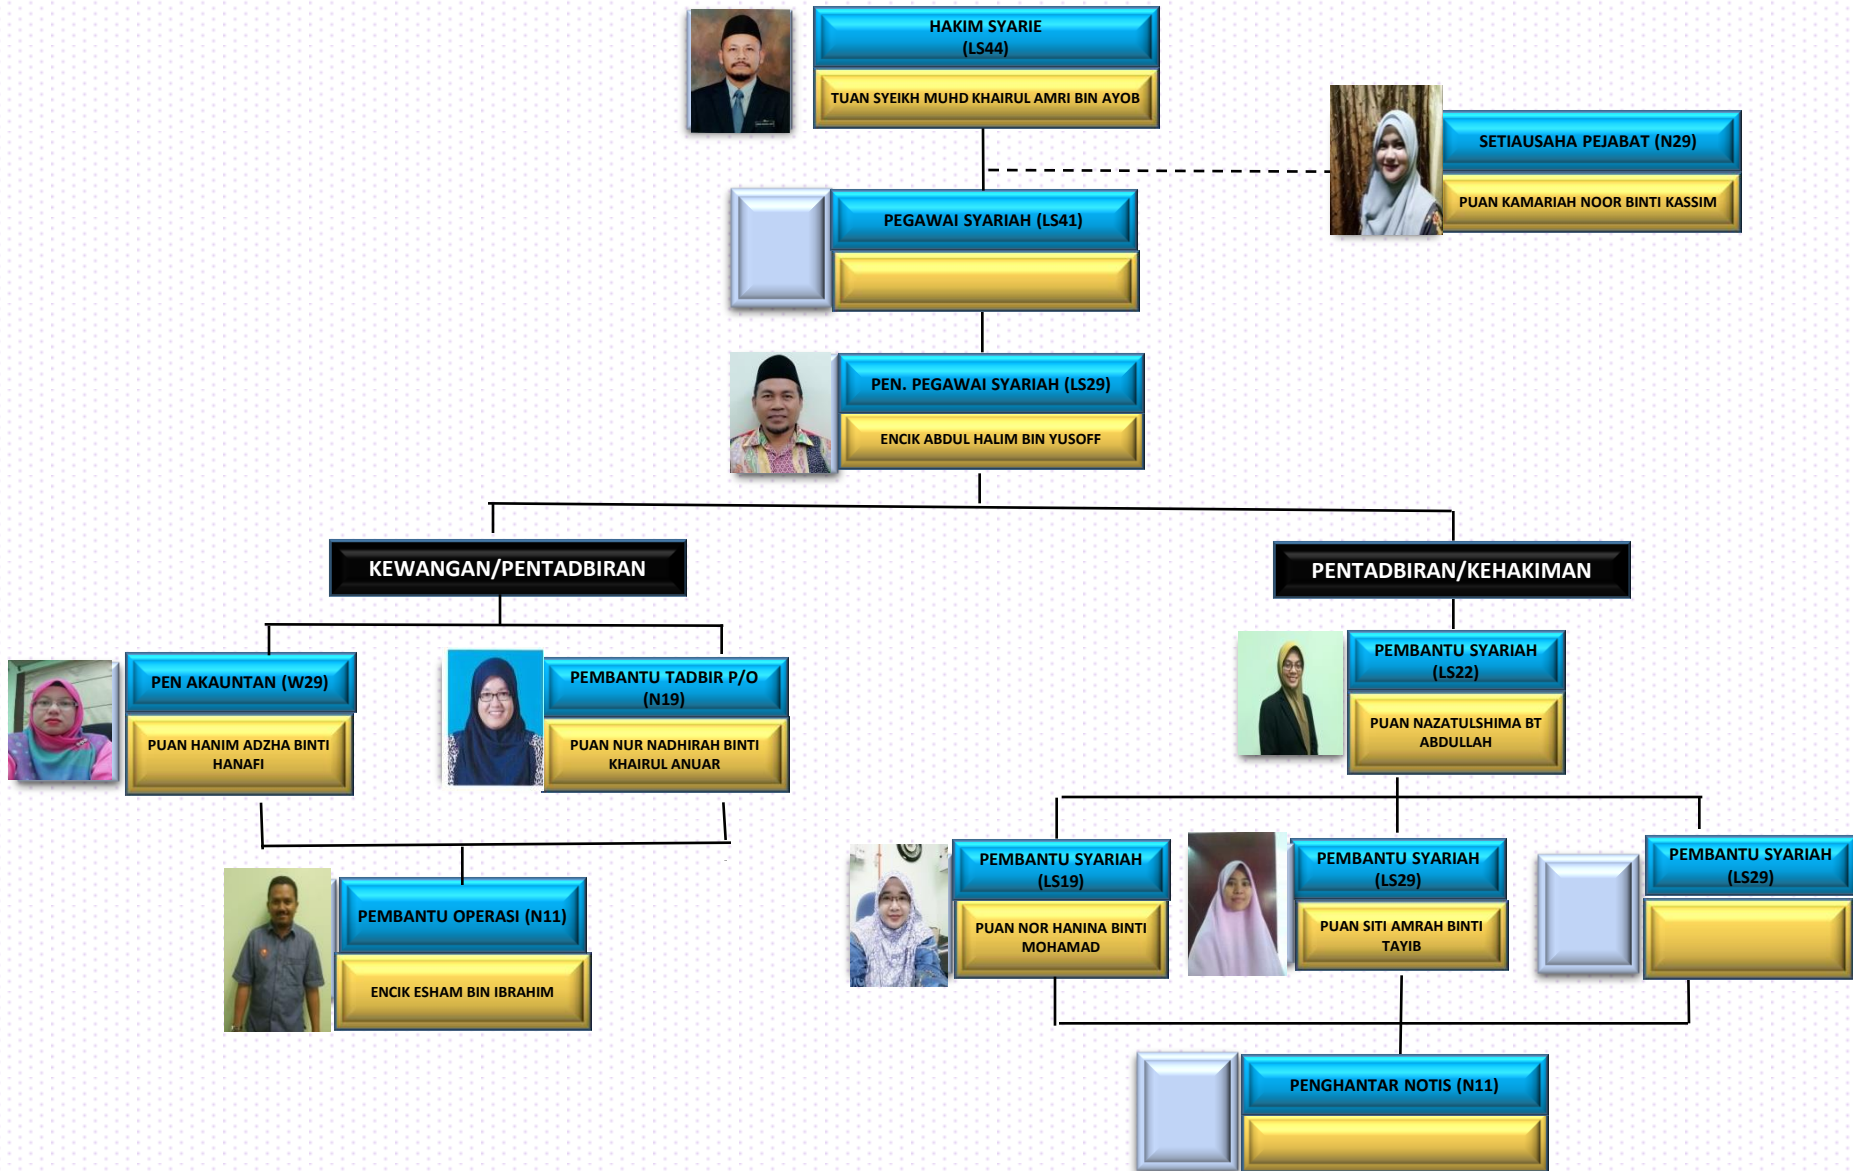 HAKIM SYARIE
(LS44)
TUAN SYEIKH MUHD KHAIRUL AMRI BIN AYOB
SETIAUSAHA PEJABAT (N29)
PUAN KAMARIAH NOOR BINTI KASSIM
PEGAWAI SYARIAH (LS41)
PEN. PEGAWAI SYARIAH (LS29)
ENCIK ABDUL HALIM BIN YUSOFF
KEWANGAN/PENTADBIRAN
PENTADBIRAN/KEHAKIMAN
PEN AKAUNTAN (W29)
PUAN HANIM ADZHA BINTI
HANAFI
PEMBANTU TADBIR P/O
(N19)
PUAN NUR NADHIRAH BINTI
KHAIRUL ANUAR
PEMBANTU SYARIAH
(LS22)
PUAN NAZATULSHIMA BT
ABDULLAH
PEMBANTU OPERASI (N11)
ENCIK ESHAM BIN IBRAHIM
PEMBANTU SYARIAH
(LS19)
PUAN NOR HANINA BINTI
MOHAMAD
PEMBANTU SYARIAH
(LS29)
PUAN SITI AMRAH BINTI
TAYIB
PEMBANTU SYARIAH
(LS29)
PENGHANTAR NOTIS (N11)